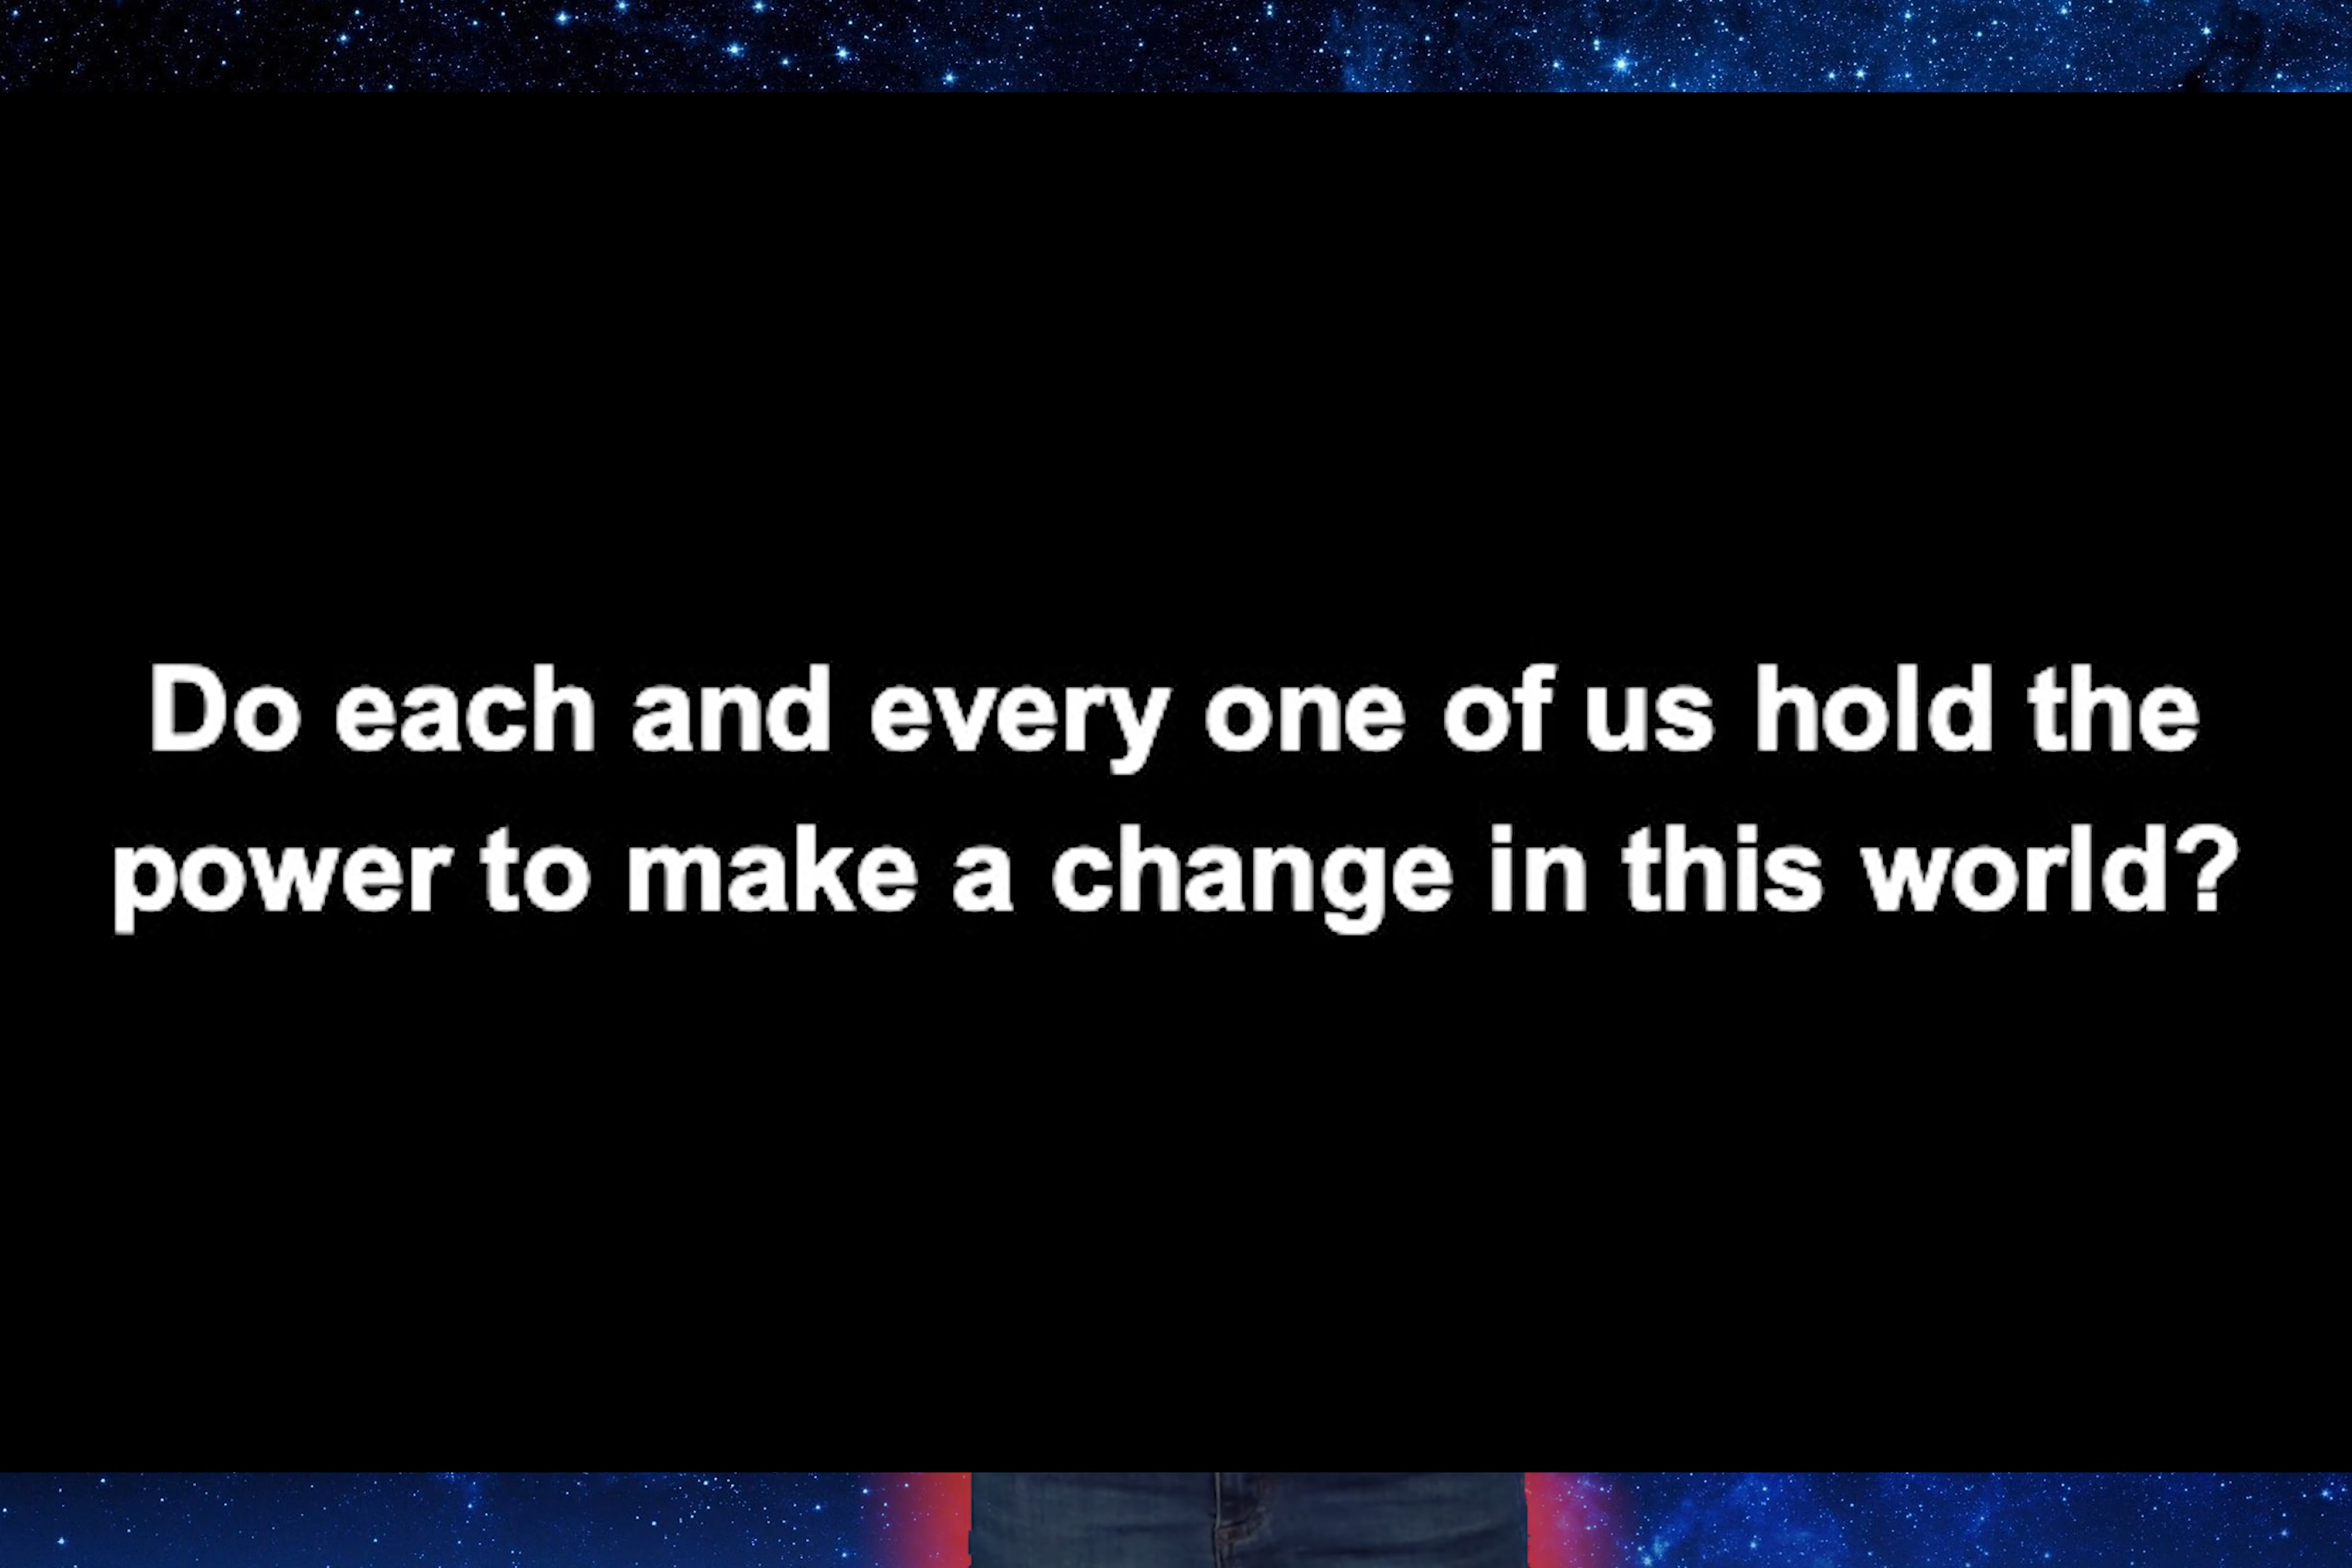 Do each and every one of us hold the
power to make a change in this world?